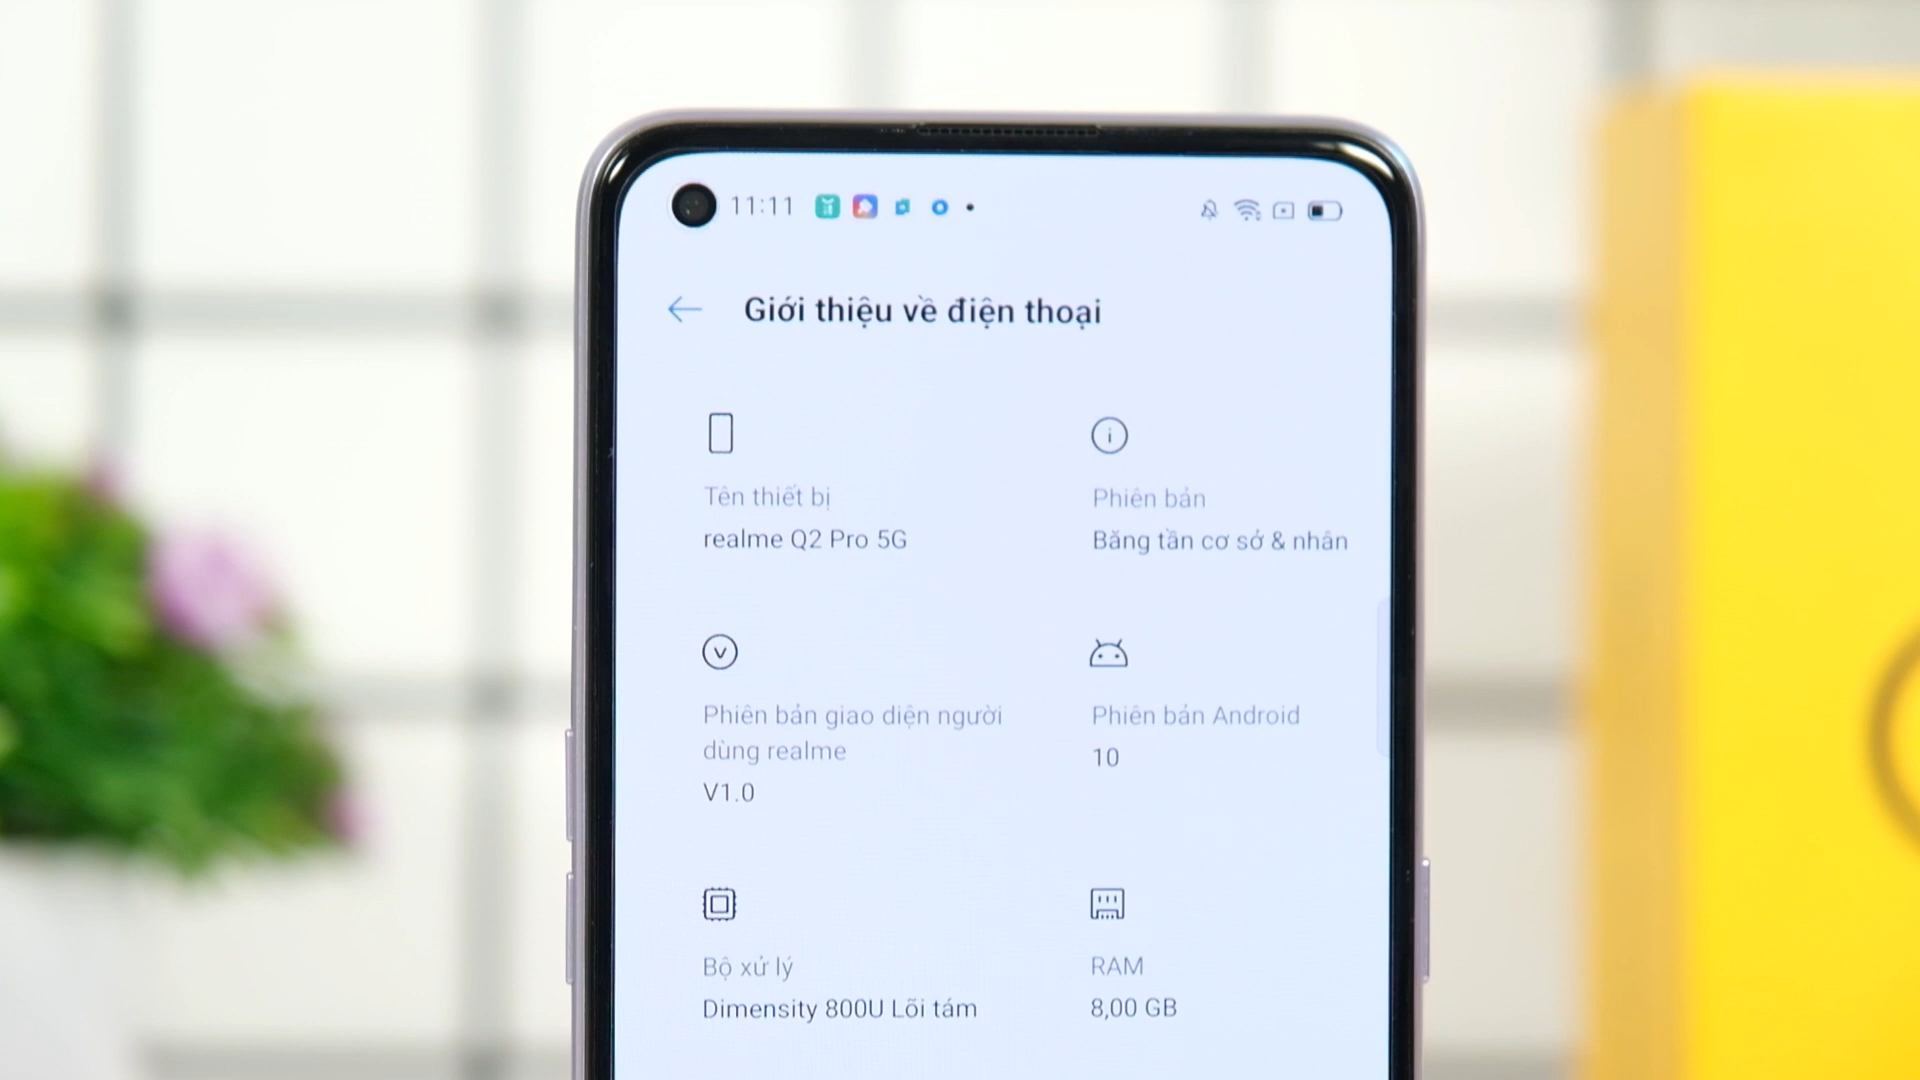 11:11
Giới thiệu về điện thoại
Tên thiết bị
realme Q2 Pro 5G
Phiên bản
Băng tần cơ sở & nhân
Phiên bản giao diện người
dùng realme
V1.0
Phiên bản Android
10
Bộ xử lý
Dimensity 800U Lõi tám
RAM
8,00 GB